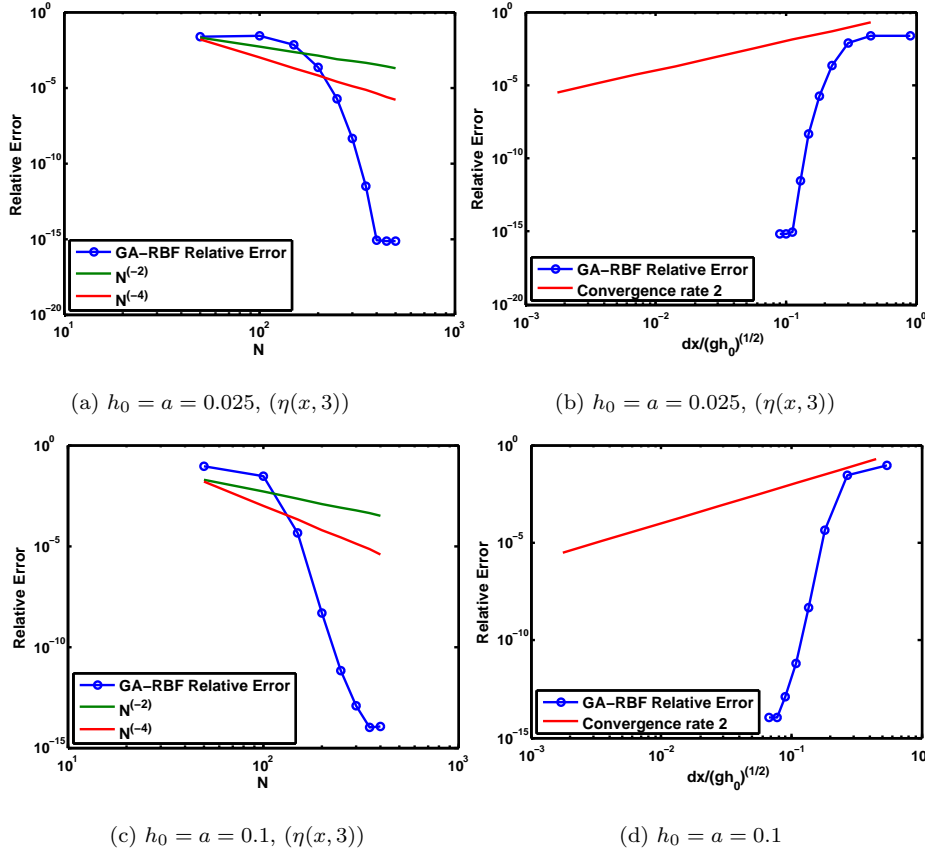 10^0
10^-5
10^-10
10^-15
10^-20
Relative Error
GA-RBF Relative Error
N^(-2)
N^(-4)
10^1
10^2
10^3
N
(a) h_0 = a = 0.025, (η(x, 3))
10^0
10^-5
10^-10
10^-15
10^-20
Relative Error
GA-RBF Relative Error
Convergence rate 2
10^-3
10^-2
10^-1
10^0
dx/(gh_0)^(1/2)
(b) h_0 = a = 0.025, (η(x, 3))
10^0
10^-5
10^-10
10^-15
Relative Error
GA-RBF Relative Error
N^(-2)
N^(-4)
10^1
10^2
10^3
N
(c) h_0 = a = 0.1, (η(x, 3))
10^0
10^-5
10^-10
10^-15
Relative Error
GA-RBF Relative Error
Convergence rate 2
10^-3
10^-2
10^-1
10^0
dx/(gh_0)^(1/2)
(d) h_0 = a = 0.1